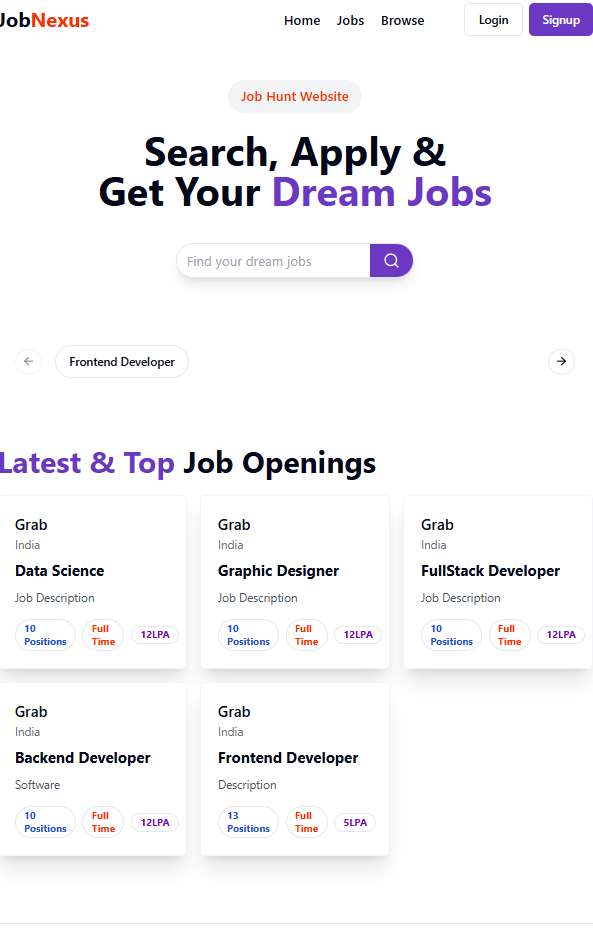 JobNexus
Home Jobs Browse Login Signup
Job Hunt Website
Search, Apply &
Get Your Dream Jobs
Find your dream jobs
Frontend Developer
Latest & Top Job Openings
Grab
India
Data Science
Job Description
10 Positions Full Time 12LPA
Grab
India
Graphic Designer
Job Description
10 Positions Full Time 12LPA
Grab
India
FullStack Developer
Job Description
10 Positions Full Time 12LPA
Grab
India
Backend Developer
Software
10 Positions Full Time 12LPA
Grab
India
Frontend Developer
Description
13 Positions Full Time 5LPA